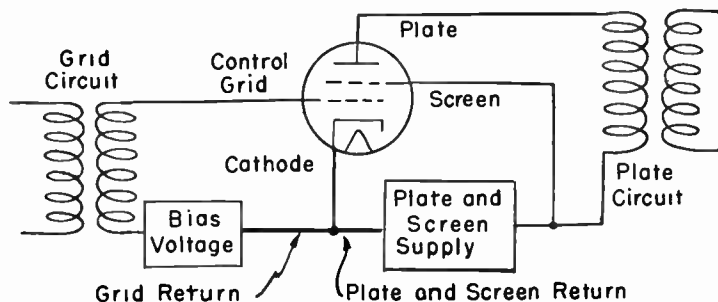 Plate
Grid
Circuit
Control
Grid
Screen
Cathode
Plate
Circuit
Bias
Voltage
Plate and
Screen
Supply
Grid Return
Plate and Screen Return